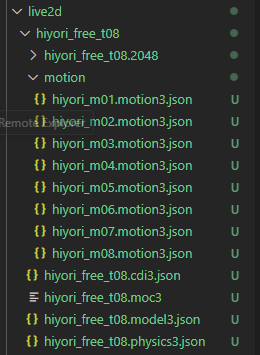 live2d
hiyori_free_t08
hiyori_free_t08.2048
motion
{} hiyori_m01.motion3.json U
Remote Explorer
{} hiyori_m02.motion3.json U
{} hiyori_m03.motion3.json U
{} hiyori_m04.motion3.json U
{} hiyori_m05.motion3.json U
{} hiyori_m06.motion3.json U
{} hiyori_m07.motion3.json U
{} hiyori_m08.motion3.json U
{} hiyori_free_t08.cdi3.json U
hiyori_free_t08.moc3 U
{} hiyori_free_t08.model3.json U
{} hiyori_free_t08.physics3.json U